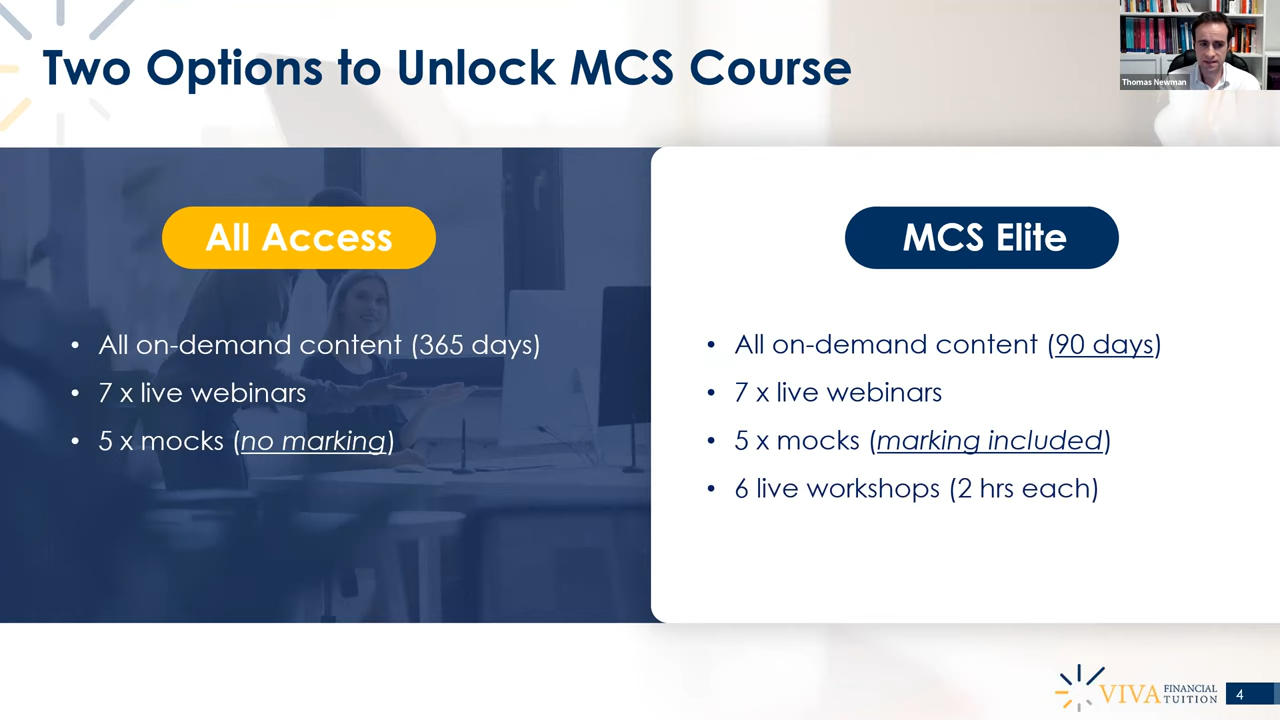 Two Options to Unlock MCS Course
Thomas Newman
All Access
• All on-demand content (365 days)
• 7 x live webinars
• 5 x mocks (no marking)
MCS Elite
• All on-demand content (90 days)
• 7 x live webinars
• 5 x mocks (marking included)
• 6 live workshops (2 hrs each)
VIVA FINANCIAL
TUITION
4